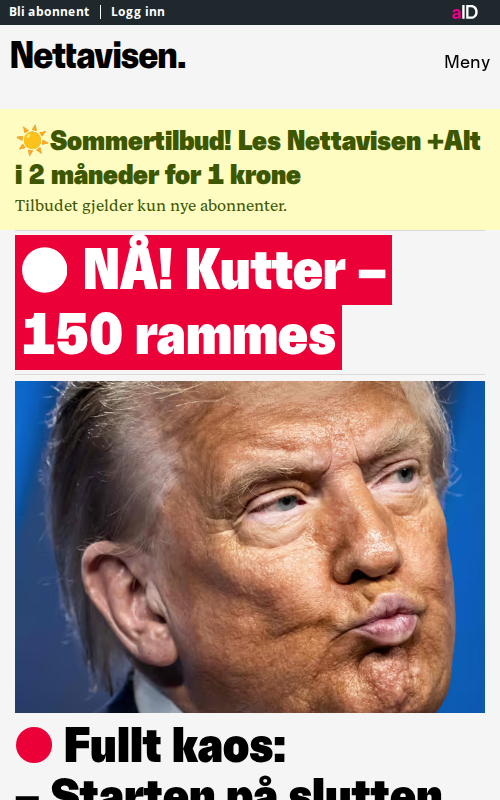 Bli abonnent | Logg inn
aID
Nettavisen.
Meny
☀️Sommertilbud! Les Nettavisen +Alt
i 2 måneder for 1 krone
Tilbudet gjelder kun nye abonnenter.
NÅ! Kutter –
150 rammes
Fullt kaos:
– Starten på slutten